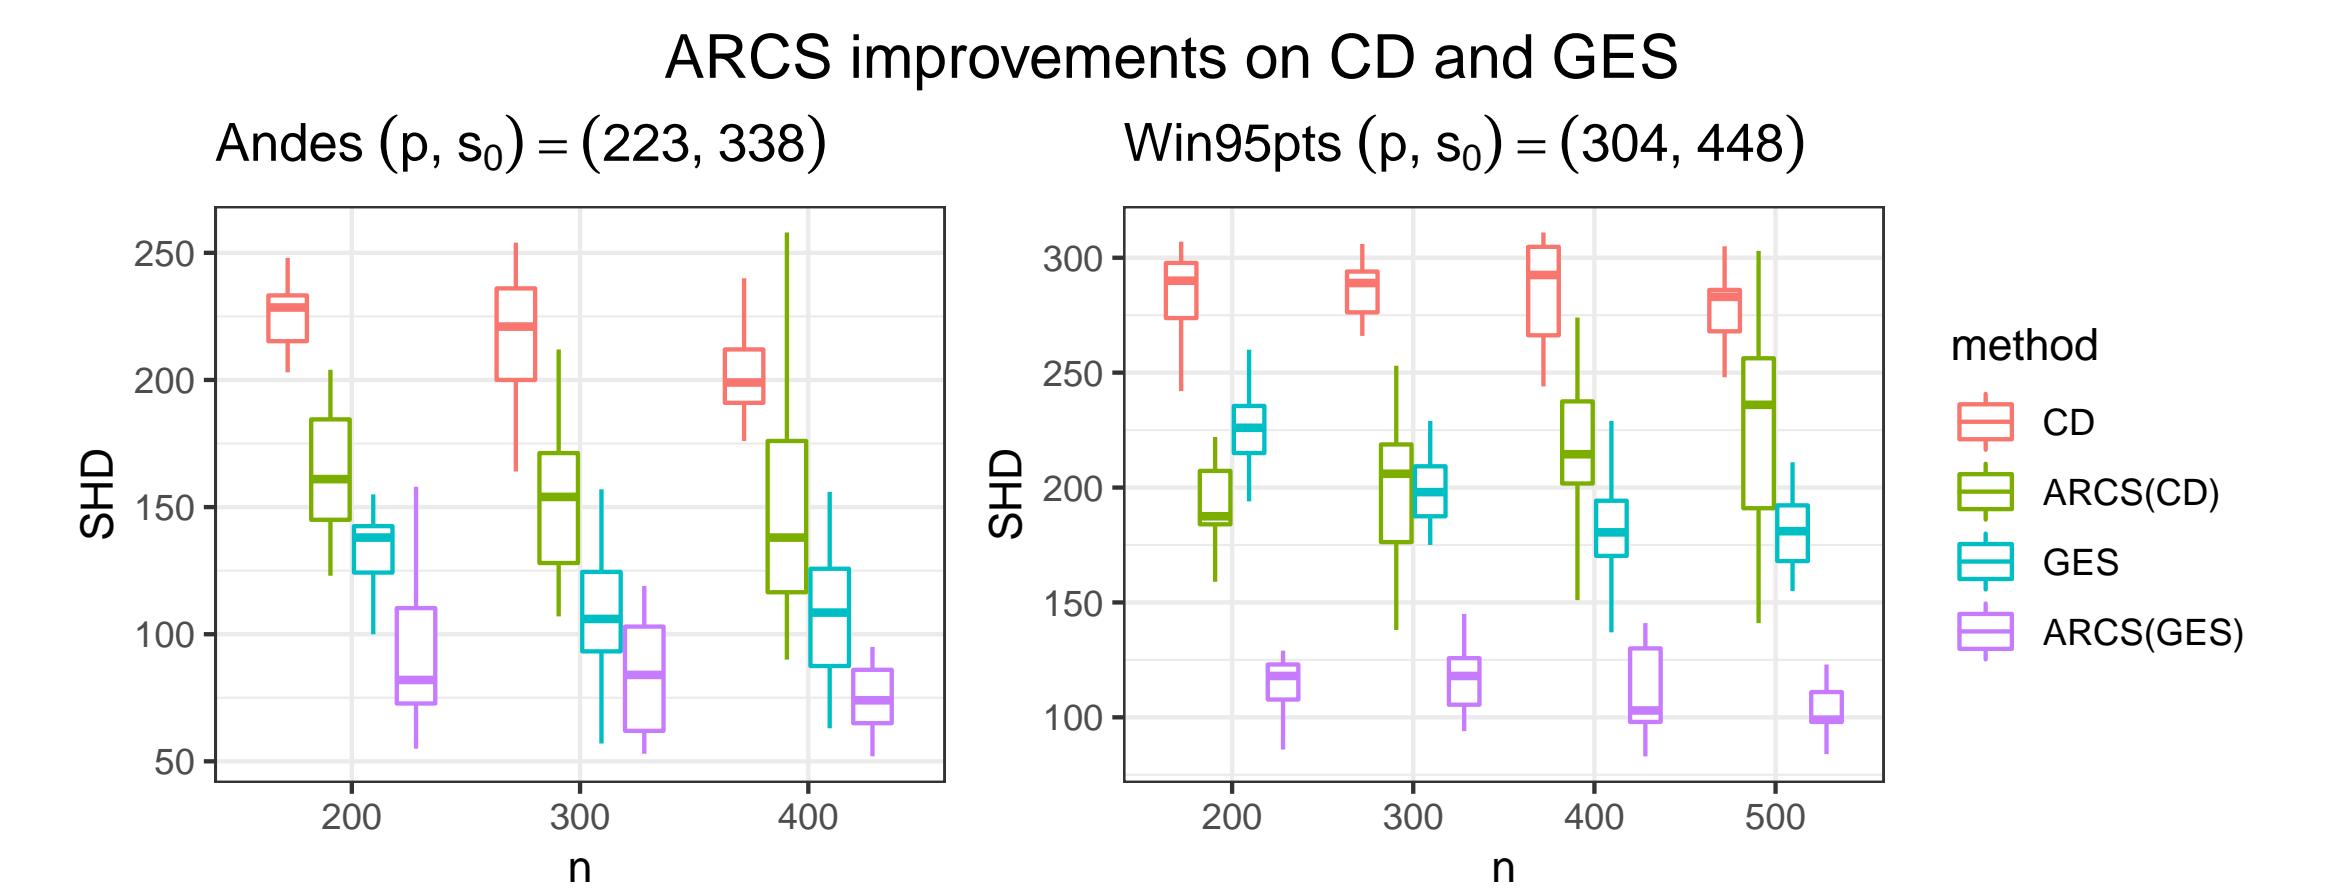 ARCS improvements on CD and GES
Andes (p, s₀) = (223, 338)
Win95pts (p, s₀) = (304, 448)
SHD
250
200
150
100
50
200 300 400
n
SHD
300
250
200
150
100
200 300 400 500
n
method
CD
ARCS(CD)
GES
ARCS(GES)